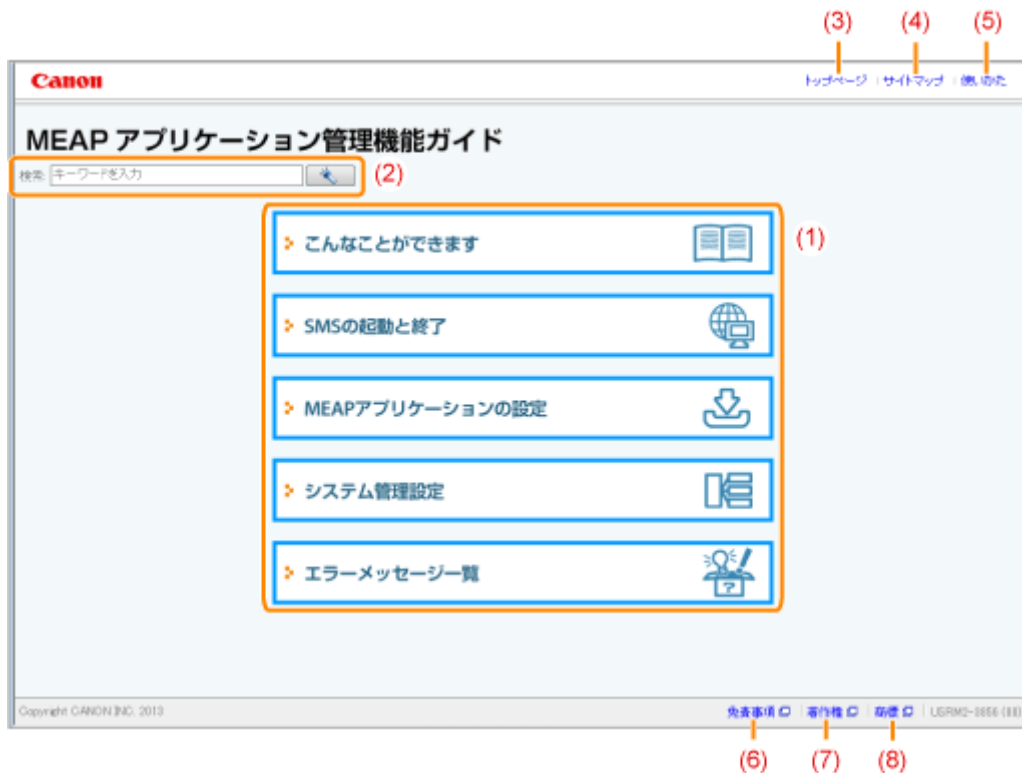 (3) (4) (5)
Canon トップページ サイトマップ 使いかた
MEAP アプリケーション管理機能ガイド
検索: キーワードを入力 (2)
こんなことができます (1)
SMSの起動と終了
MEAPアプリケーションの設定
システム管理設定
エラーメッセージ一覧
?
Copyright CANON INC. 2013 免責事項 著作権 商標 USRM2-3856 (00)
(6) (7) (8)